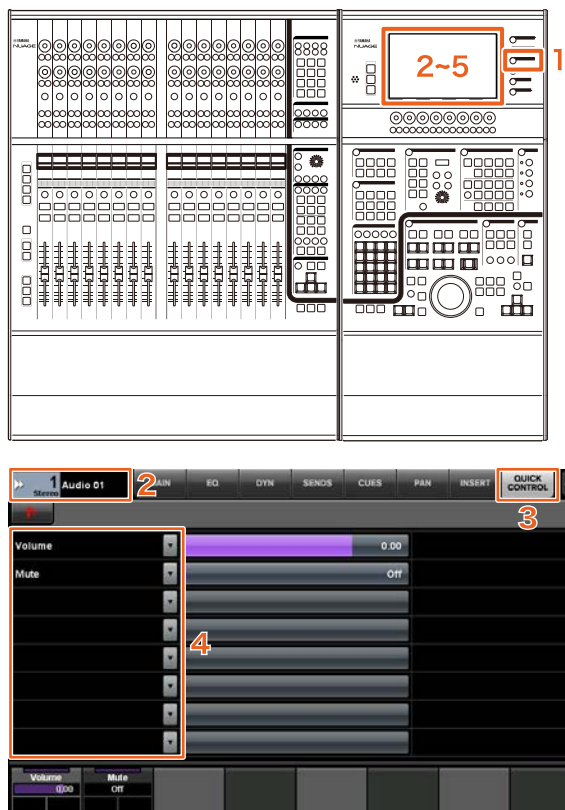 YAMAHA
NUAGE
YAMAHA
NUAGE
2~5
1
1
Stereo
Audio 01
2
AIN
EQ
DYN
SENDS
CUES
PAN
INSERT
QUICK
CONTROL
3
Volume
0.00
Mute
Off
4
Volume
0.00
Mute
Off